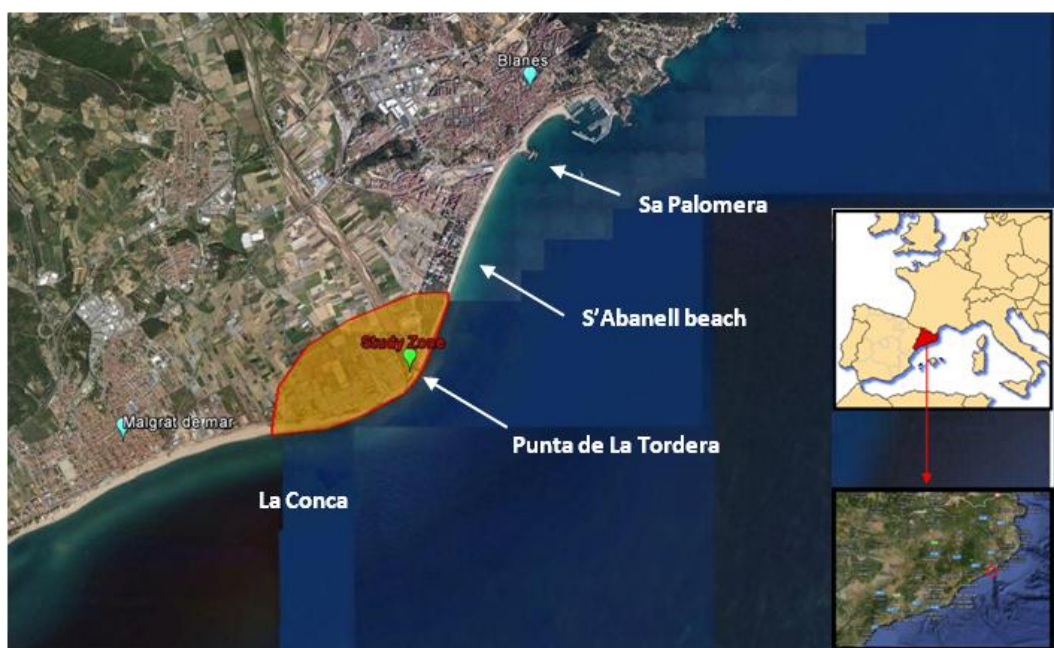 Blanes
Sa Palomera
S'Abanell beach
Study Zone
Malgrat de mar
Punta de La Tordera
La Conca